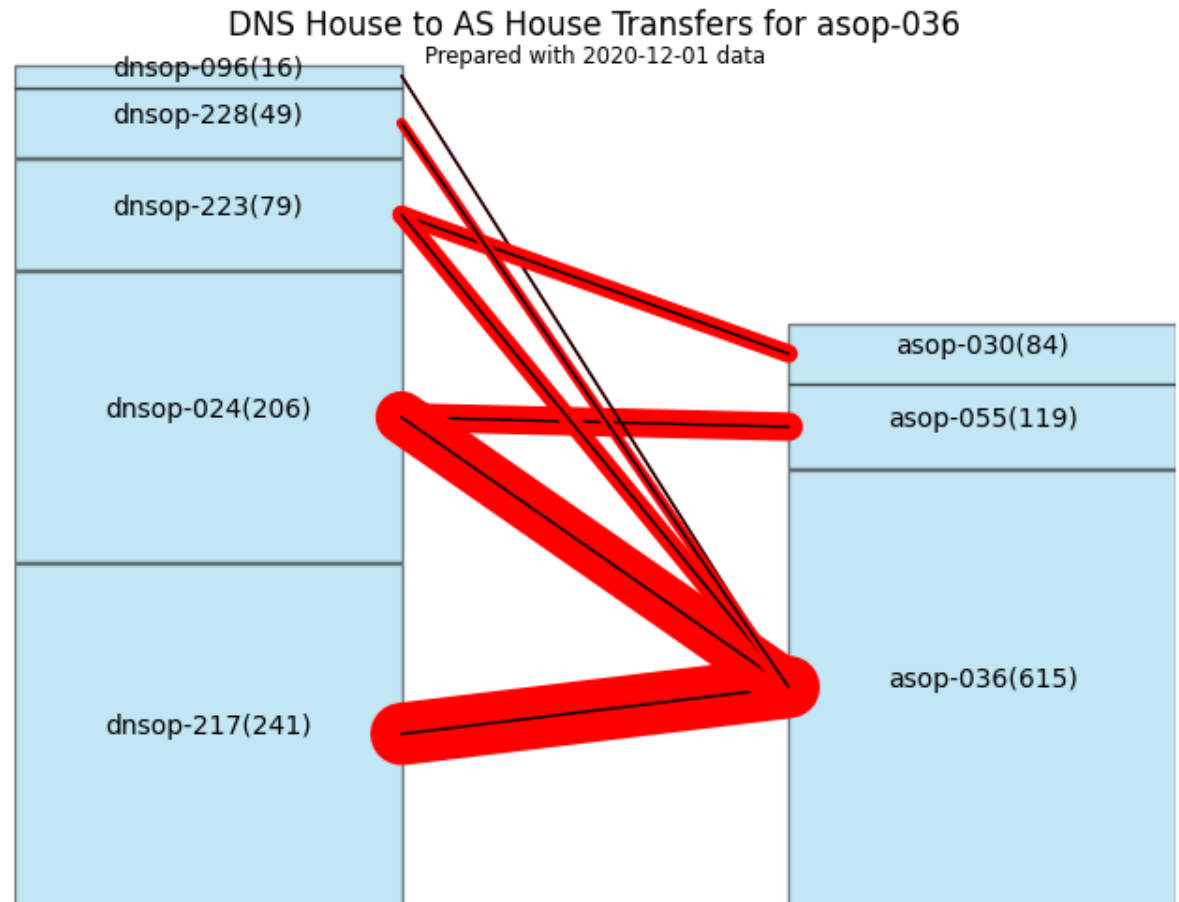 DNS House to AS House Transfers for asop-036
Prepared with 2020-12-01 data
dnsop-096(16)
dnsop-228(49)
dnsop-223(79)
dnsop-024(206)
dnsop-217(241)
asop-030(84)
asop-055(119)
asop-036(615)